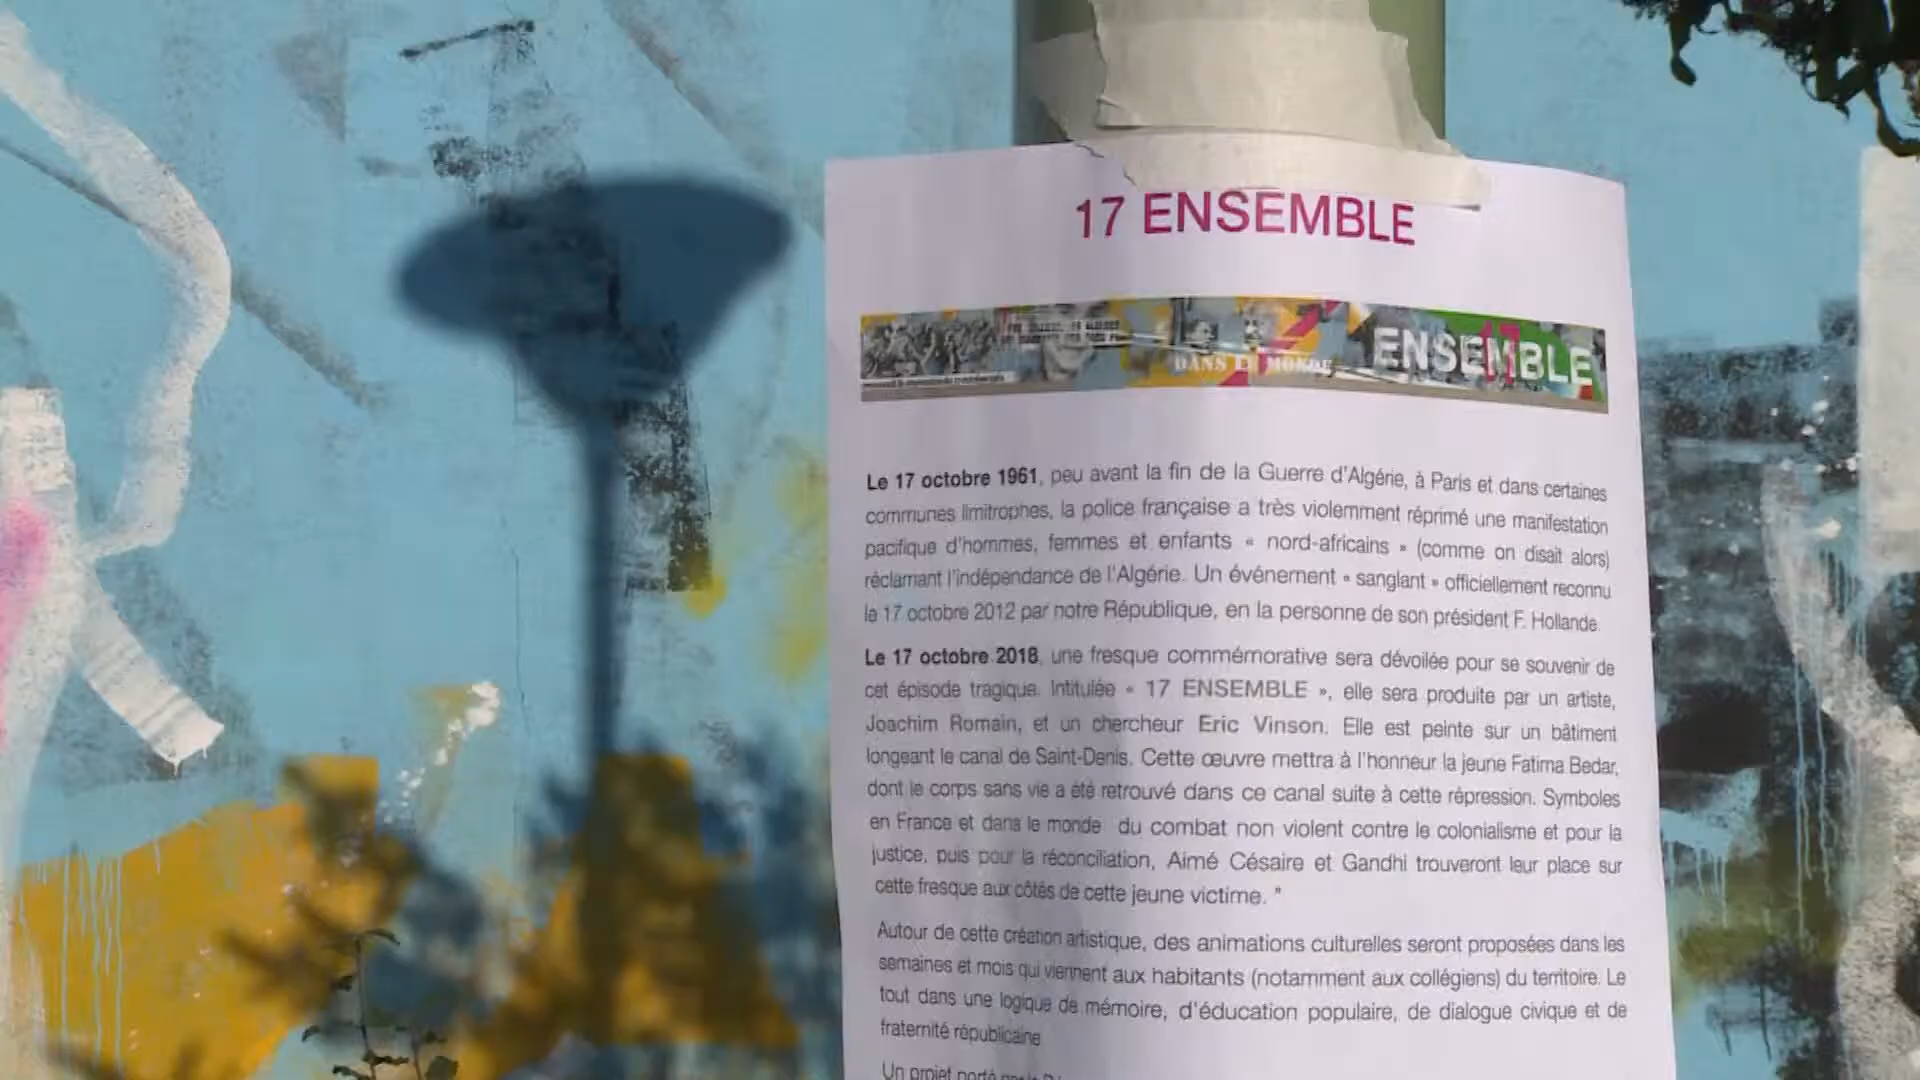 17 ENSEMBLE
DANS LE MONDE
ENSEMBLE
17
Le 17 octobre 1961, peu avant la fin de la Guerre d'Algérie, à Paris et dans certaines
communes limitrophes, la police française a très violemment réprimé une manifestation
pacifique d'hommes, femmes et enfants « nord-africains » (comme on disait alors)
réclamant l'indépendance de l'Algérie. Un événement « sanglant » officiellement reconnu
le 17 octobre 2012 par notre République, en la personne de son président F. Hollande.
Le 17 octobre 2018, une fresque commémorative sera dévoilée pour se souvenir de
cet épisode tragique. Intitulée « 17 ENSEMBLE », elle sera produite par un artiste,
Joachim Romain, et un chercheur Eric Vinson. Elle est peinte sur un bâtiment
longeant le canal de Saint-Denis. Cette œuvre mettra à l'honneur la jeune Fatima Bedar,
dont le corps sans vie a été retrouvé dans ce canal suite à cette répression. Symboles
en France et dans le monde du combat non violent contre le colonialisme et pour la
justice, puis pour la réconciliation, Aimé Césaire et Gandhi trouveront leur place sur
cette fresque aux côtés de cette jeune victime. "
Autour de cette création artistique, des animations culturelles seront proposées dans les
semaines et mois qui viennent aux habitants (notamment aux collégiens) du territoire. Le
tout dans une logique de mémoire, d'éducation populaire, de dialogue civique et de
fraternité républicaine
Un projet porté par